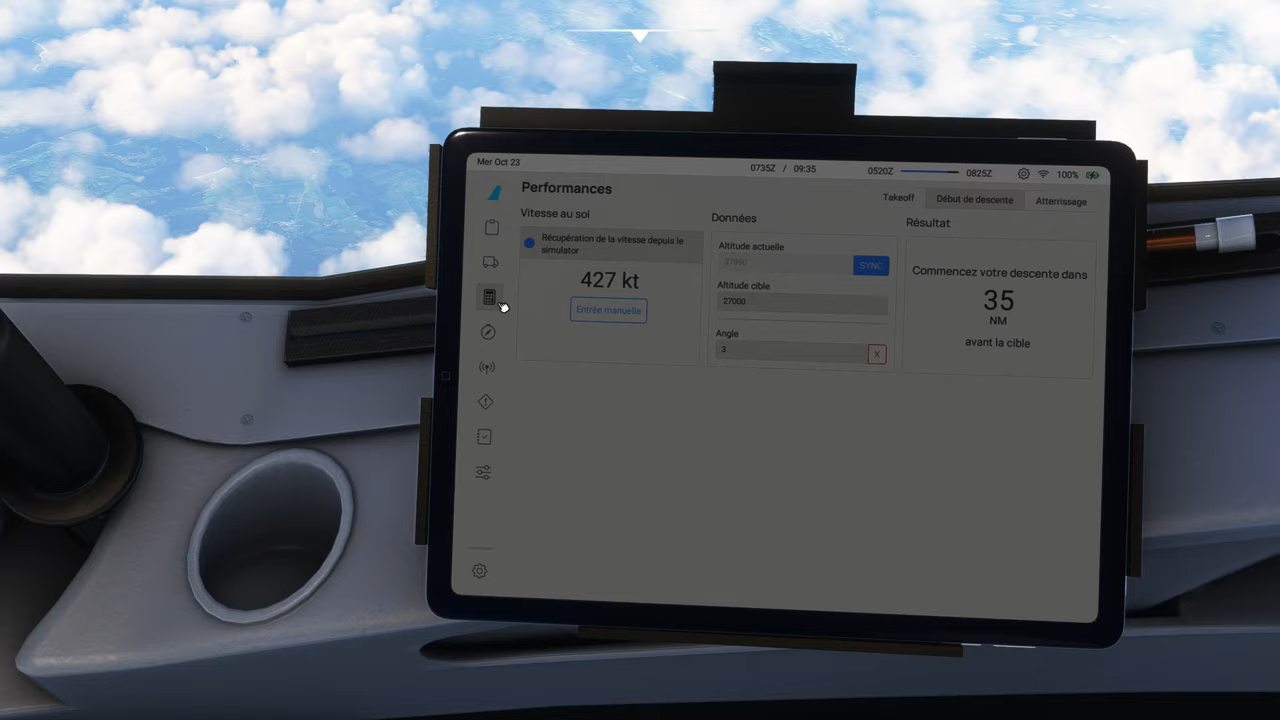 Mer Oct 23
0735Z / 09:35
0520Z
0825Z
100%
Performances
Takeoff
Début de descente
Atterrissage
Vitesse au sol
Récupération de la vitesse depuis le
simulator
427 kt
Entrée manuelle
Données
Altitude actuelle
37990
SYNC
Altitude cible
27000
Angle
3
X
Résultat
Commencez votre descente dans
35
NM
avant la cible